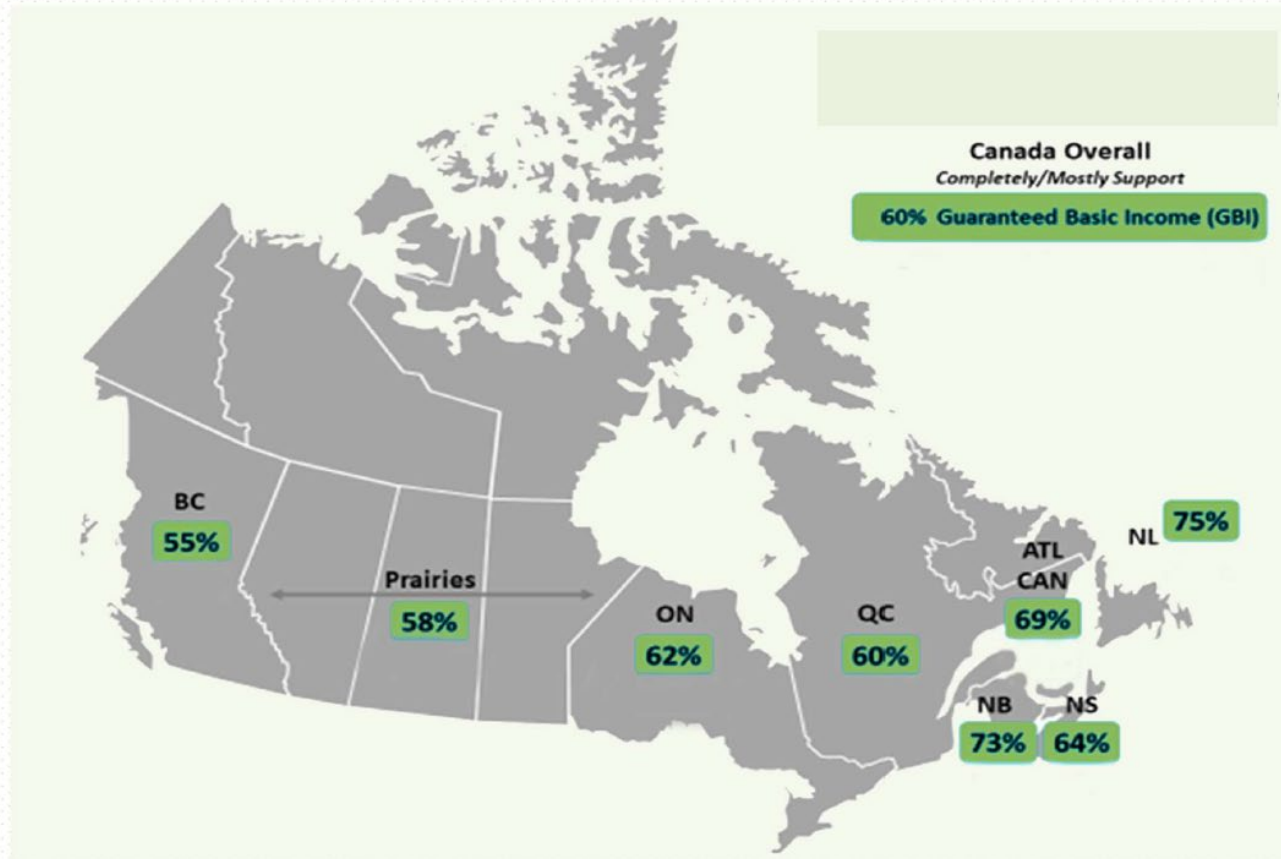 Canada Overall
Completely/Mostly Support
60% Guaranteed Basic Income (GBI)
BC
55%
Prairies
58%
ON
62%
QC
60%
ATL
CAN
69%
NL
75%
NB
73%
NS
64%